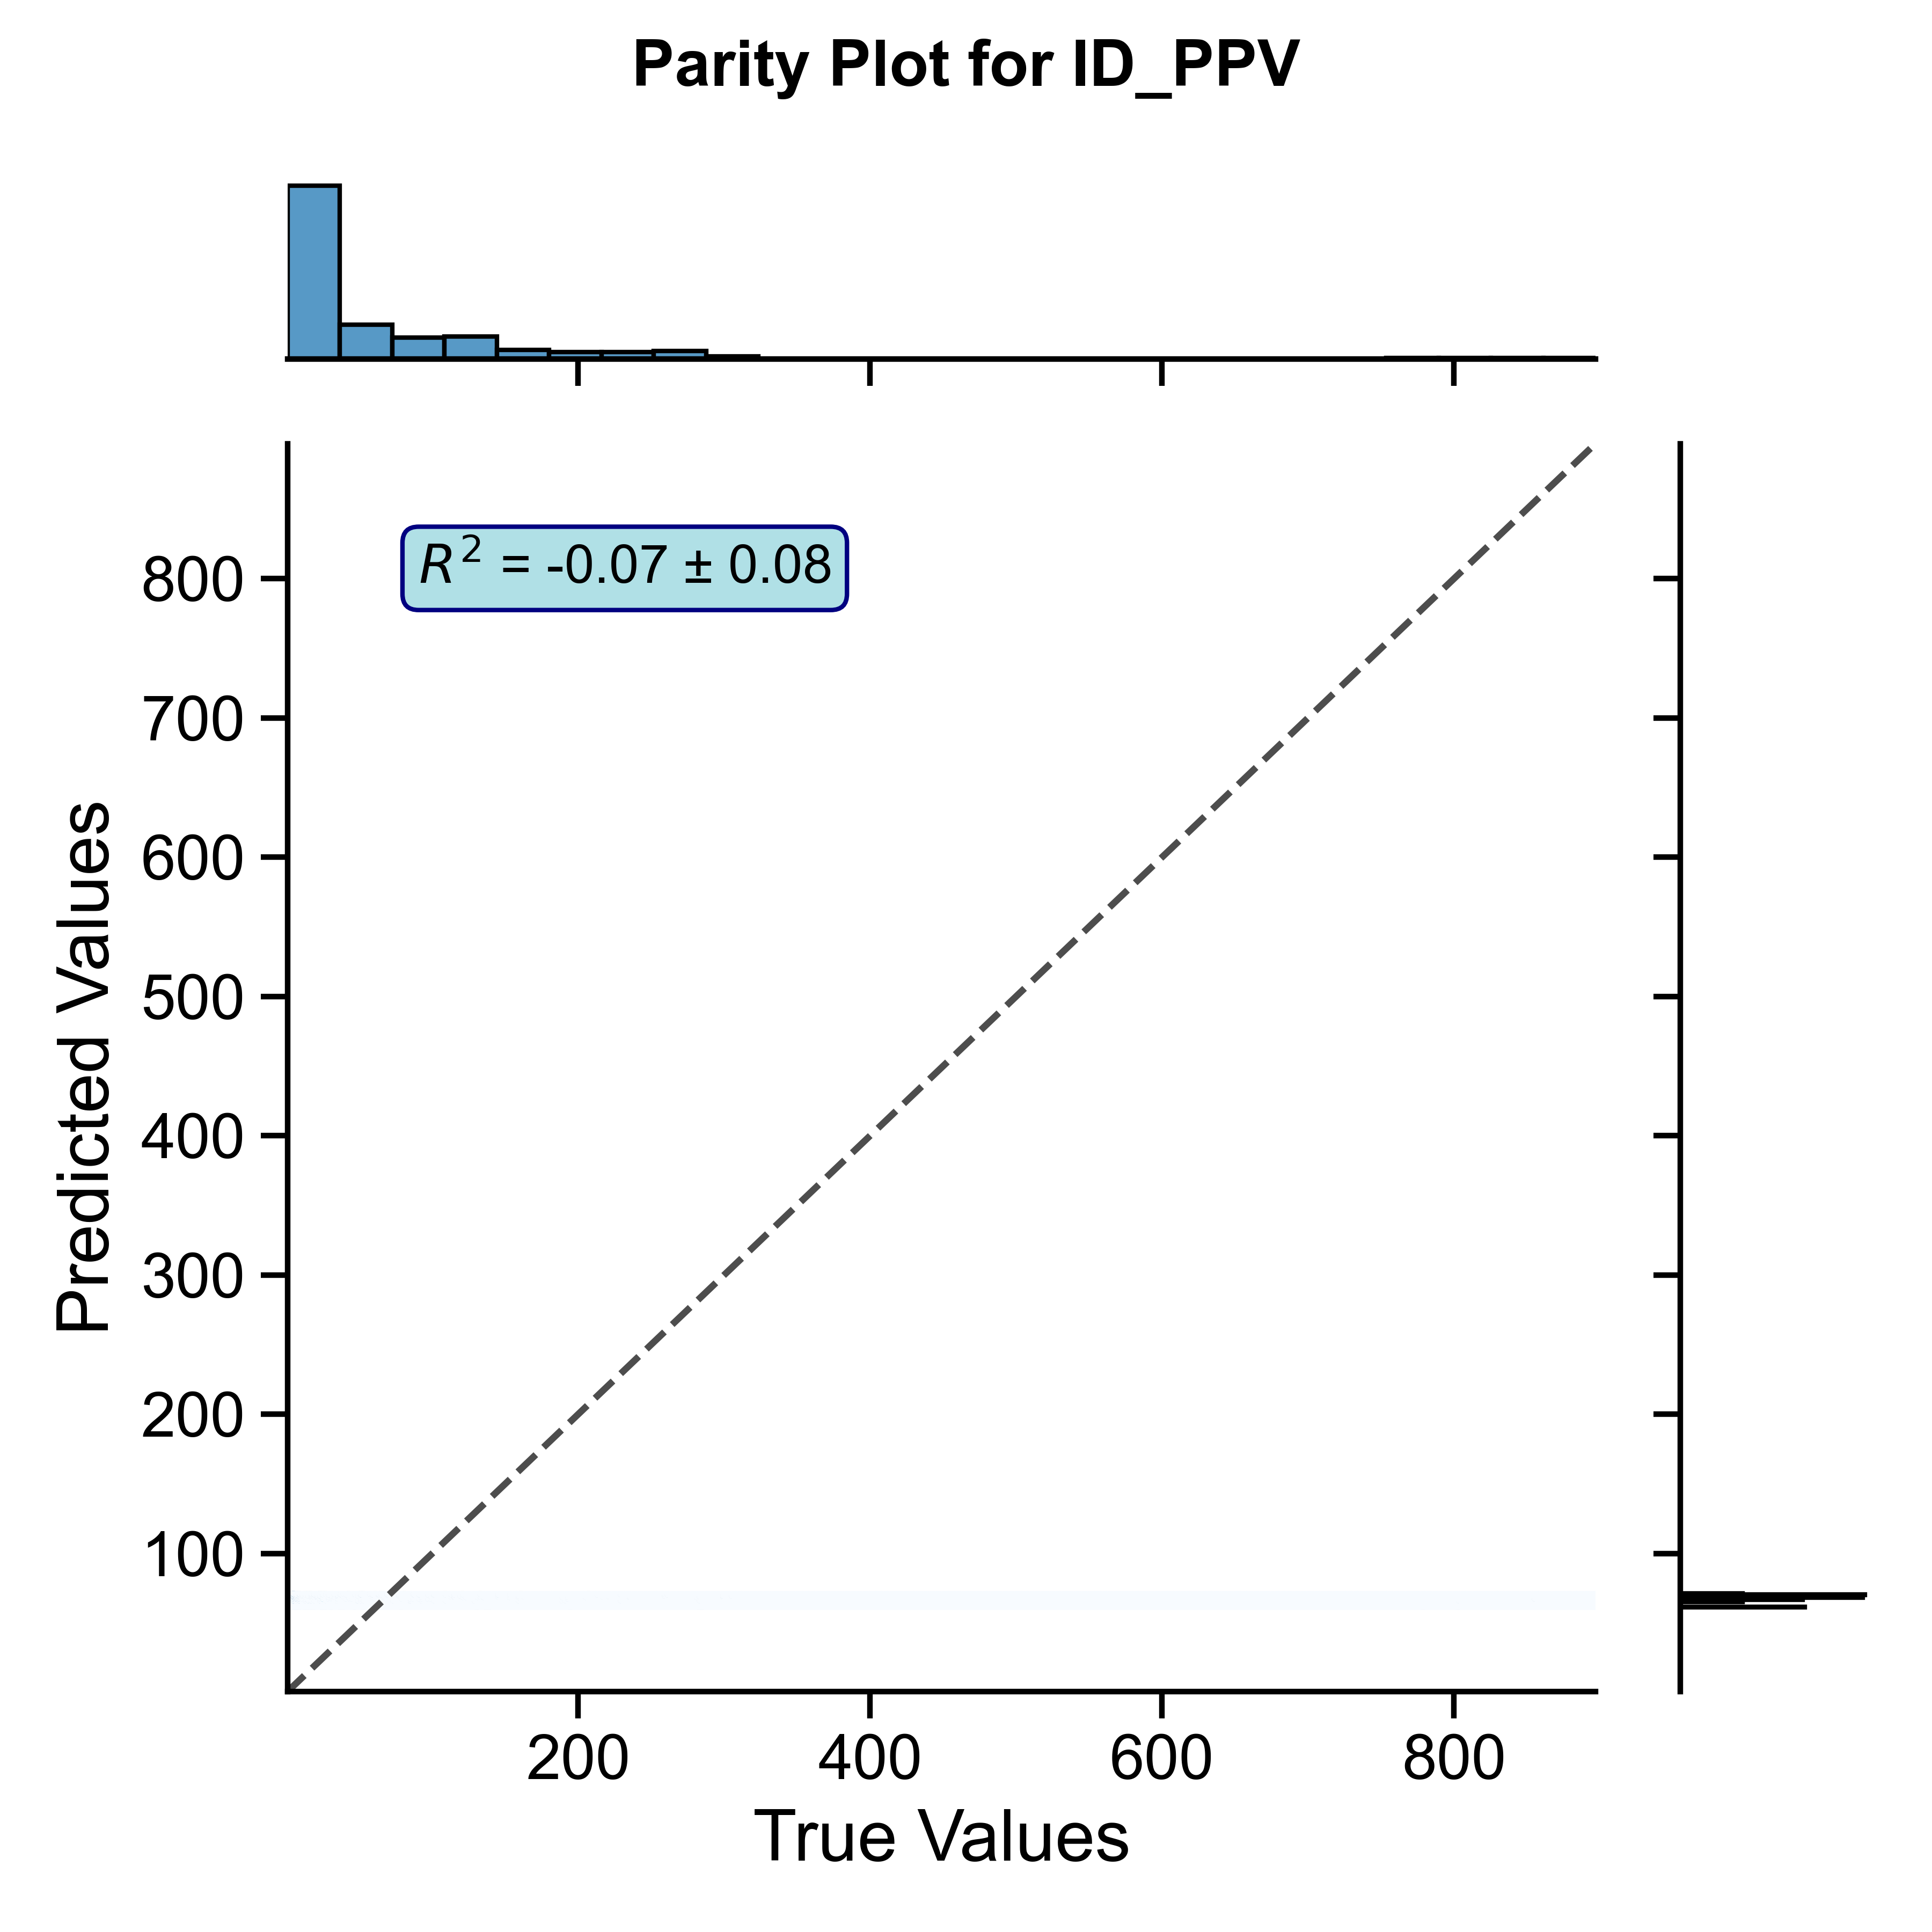 Parity Plot for ID_PPV
R² = -0.07 ± 0.08
800
700
600
500
400
300
200
100
Predicted Values
200 400 600 800
True Values